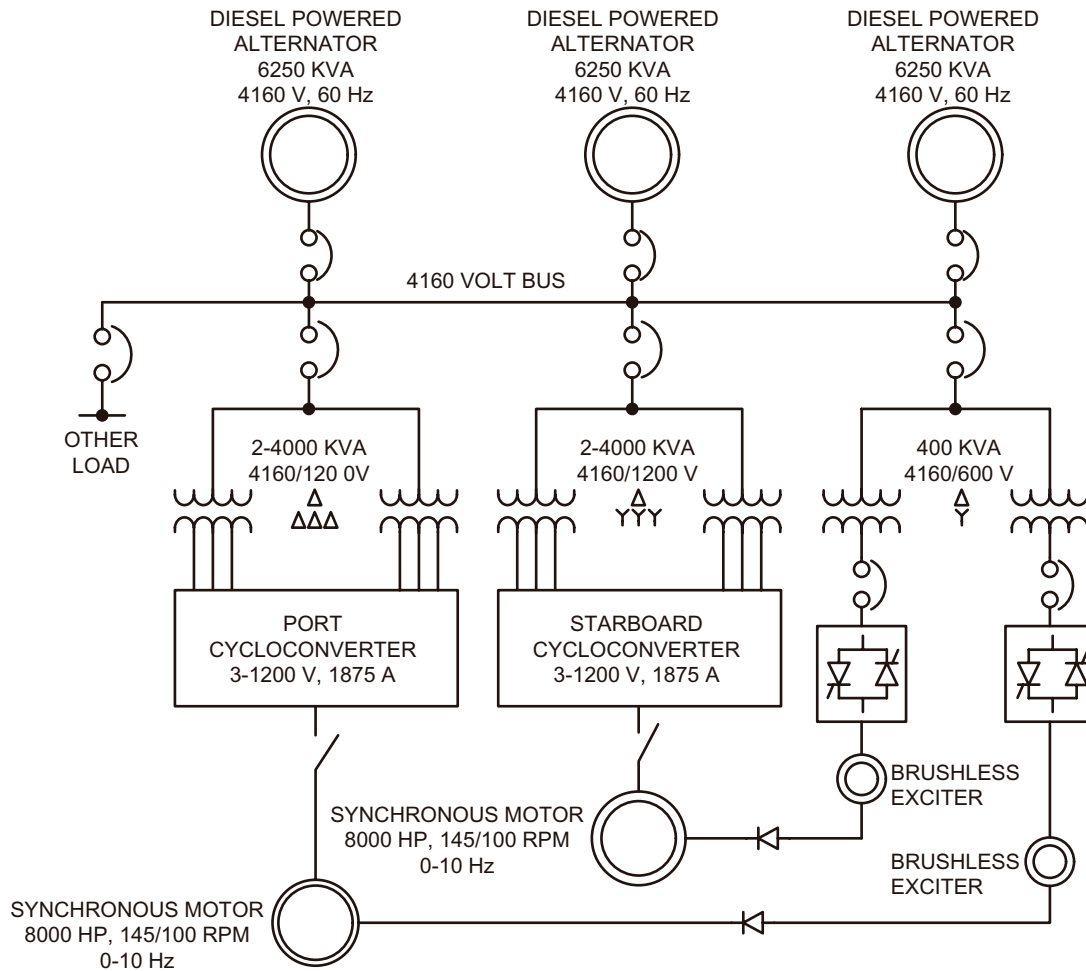 DIESEL POWERED
ALTERNATOR
6250 KVA
4160 V, 60 Hz
DIESEL POWERED
ALTERNATOR
6250 KVA
4160 V, 60 Hz
DIESEL POWERED
ALTERNATOR
6250 KVA
4160 V, 60 Hz
4160 VOLT BUS
OTHER
LOAD
2-4000 KVA
4160/120 0V
2-4000 KVA
4160/1200 V
400 KVA
4160/600 V
PORT
CYCLOCONVERTER
3-1200 V, 1875 A
STARBOARD
CYCLOCONVERTER
3-1200 V, 1875 A
BRUSHLESS
EXCITER
SYNCHRONOUS MOTOR
8000 HP, 145/100 RPM
0-10 Hz
BRUSHLESS
EXCITER
SYNCHRONOUS MOTOR
8000 HP, 145/100 RPM
0-10 Hz